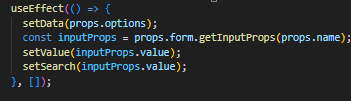 useEffect(() => {
setData(props.options);
const inputProps = props.form.getInputProps(props.name);
setValue(inputProps.value);
setSearch(inputProps.value);
}, []);